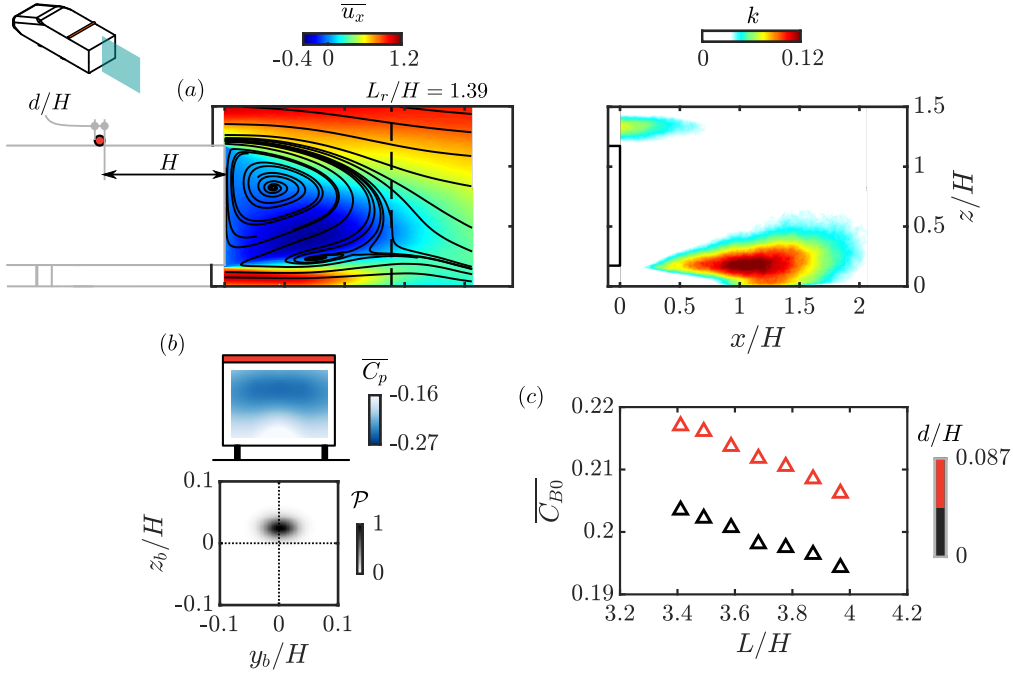 $\overline{u_x}$
-0.4 0 1.2
k
0 0.12
(a)
d/H
H
$L_r/H = 1.39$
1.5
1
0.5
0
z/H
0 0.5 1 1.5 2
x/H
(b)
$\overline{C_p}$
-0.16
-0.27
0.1
0
-0.1
$z_b/H$
-0.1 0 0.1
$y_b/H$
$\mathcal{P}$
1
0
(c)
0.22
0.21
0.2
0.19
$\overline{C_{B0}}$
3.2 3.4 3.6 3.8 4 4.2
L/H
d/H
0.087
0